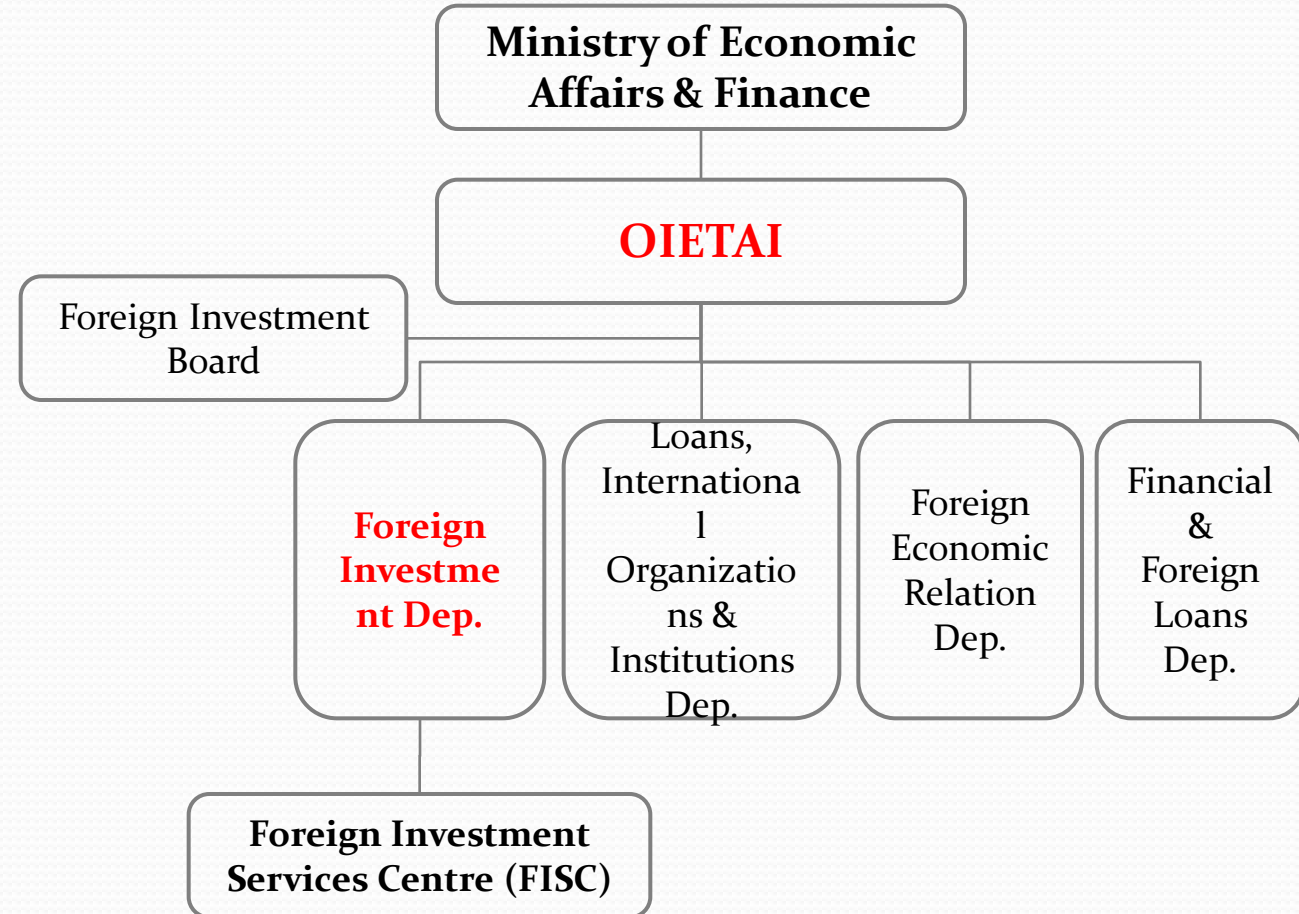 Ministry of Economic
Affairs & Finance
OIETAI
Foreign Investment
Board
Foreign
Investme
nt Dep.
Loans,
Internationa
l
Organizatio
ns &
Institutions
Dep.
Foreign
Economic
Relation
Dep.
Financial
&
Foreign
Loans
Dep.
Foreign Investment
Services Centre (FISC)